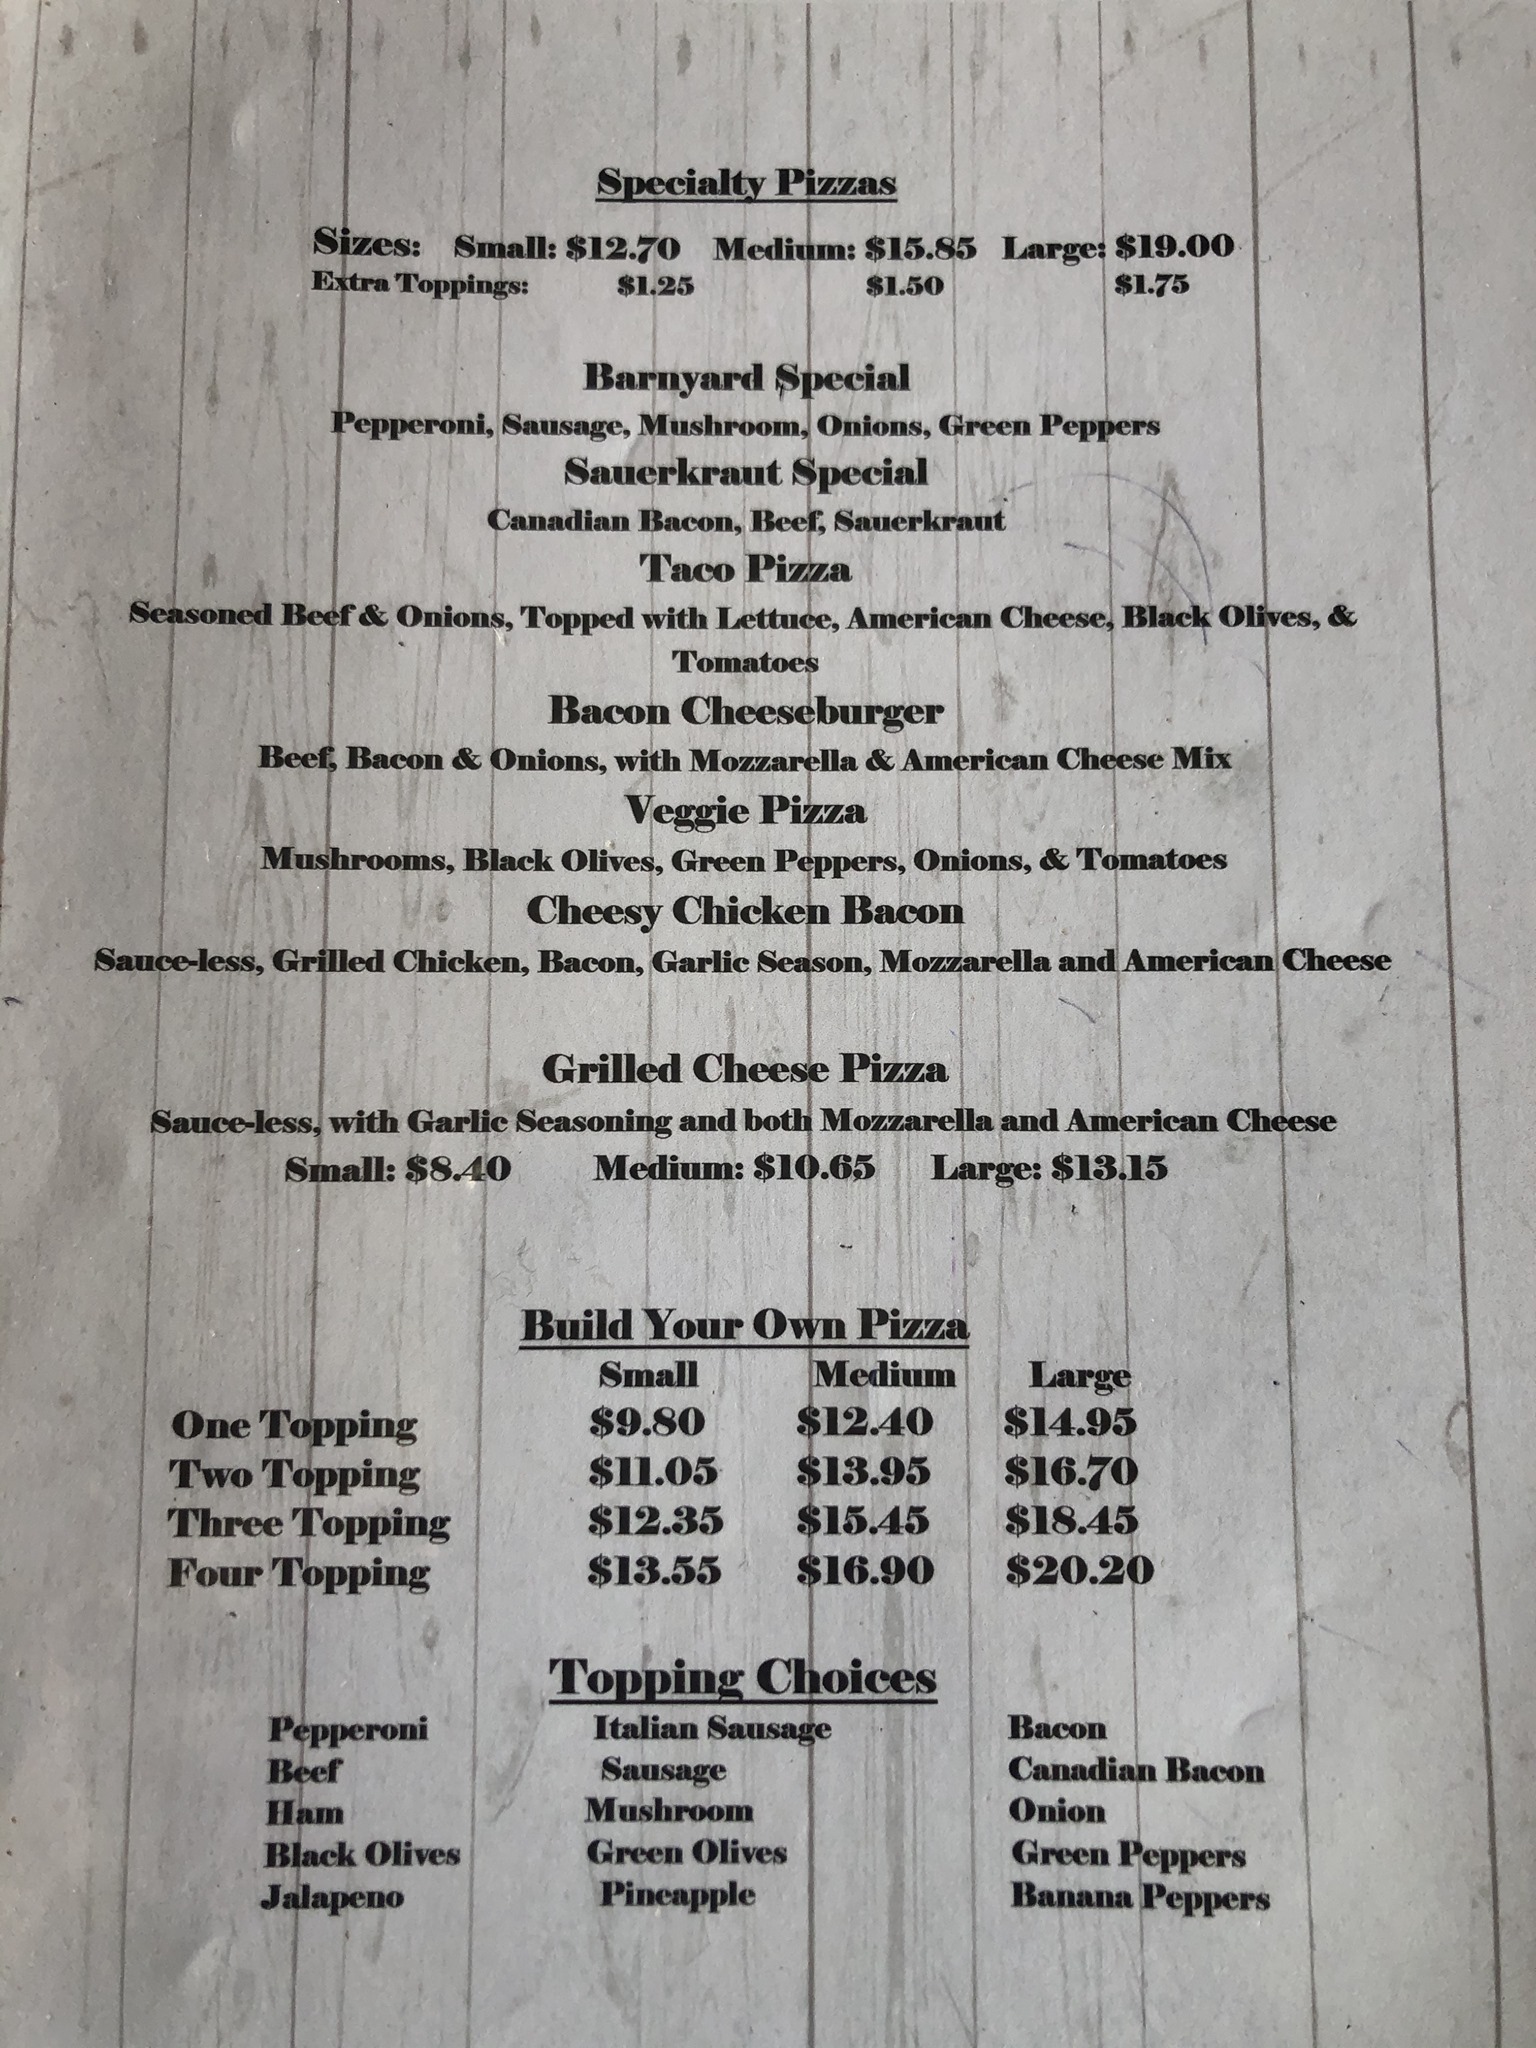 Specialty Pizzas
Sizes: Small: $12.70 Medium: $15.85 Large: $19.00
Extra Toppings: $1.25 $1.50 $1.75
Barnyard Special
Pepperoni, Sausage, Mushroom, Onions, Green Peppers
Sauerkraut Special
Canadian Bacon, Beef, Sauerkraut
Taco Pizza
Seasoned Beef & Onions, Topped with Lettuce, American Cheese, Black Olives, &
Tomatoes
Bacon Cheeseburger
Beef, Bacon & Onions, with Mozzarella & American Cheese Mix
Veggie Pizza
Mushrooms, Black Olives, Green Peppers, Onions, & Tomatoes
Cheesy Chicken Bacon
Sauce-less, Grilled Chicken, Bacon, Garlic Season, Mozzarella and American Cheese
Grilled Cheese Pizza
Sauce-less, with Garlic Seasoning and both Mozzarella and American Cheese
Small: $8.40 Medium: $10.65 Large: $13.15
Build Your Own Pizza
Small Medium Large
One Topping $9.80 $12.40 $14.95
Two Topping $11.05 $13.95 $16.70
Three Topping $12.35 $15.45 $18.45
Four Topping $13.55 $16.90 $20.20
Topping Choices
Pepperoni Italian Sausage Bacon
Beef Sausage Canadian Bacon
Ham Mushroom Onion
Black Olives Green Olives Green Peppers
Jalapeno Pineapple Banana Peppers